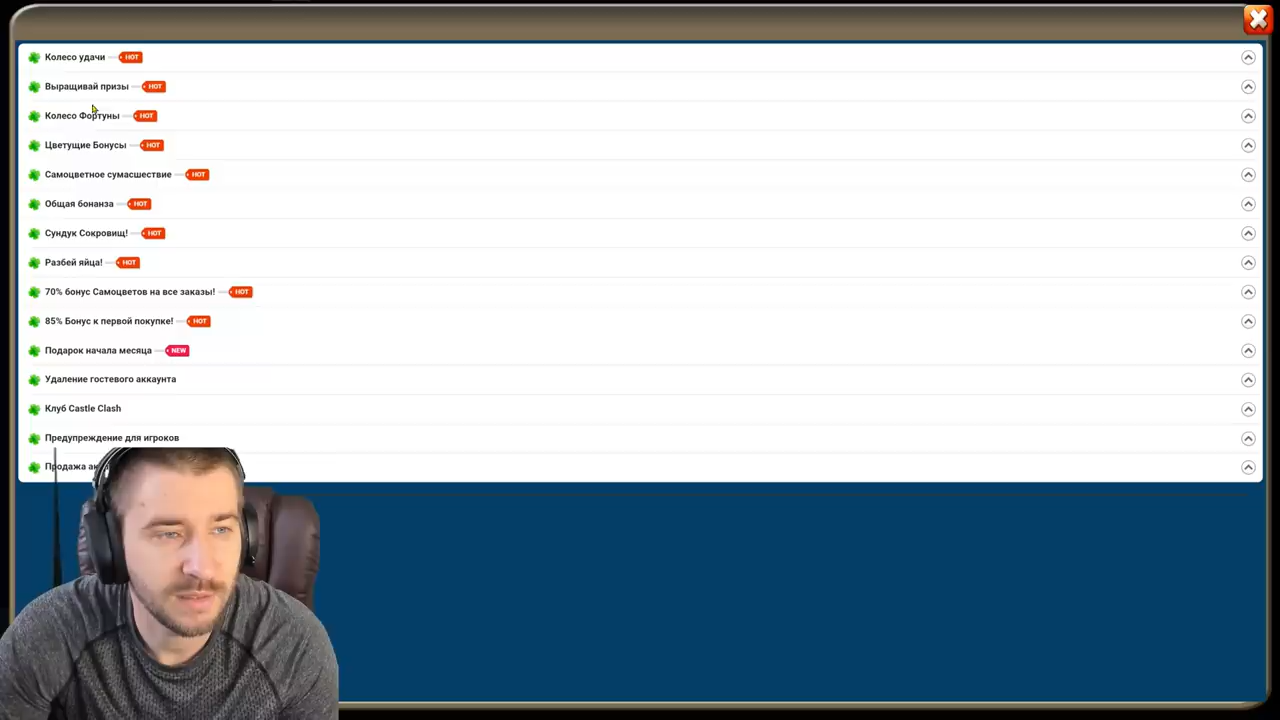 Колесо удачи HOT
Выращивай призы HOT
Колесо Фортуны HOT
Цветущие Бонусы HOT
Самоцветное сумасшествие HOT
Общая бонанза HOT
Сундук Сокровищ! HOT
Разбей яйца! HOT
70% бонус Самоцветов на все заказы! HOT
85% Бонус к первой покупке! HOT
Подарок начала месяца NEW
Удаление гостевого аккаунта
Клуб Castle Clash
Предупреждение для игроков
Продажа